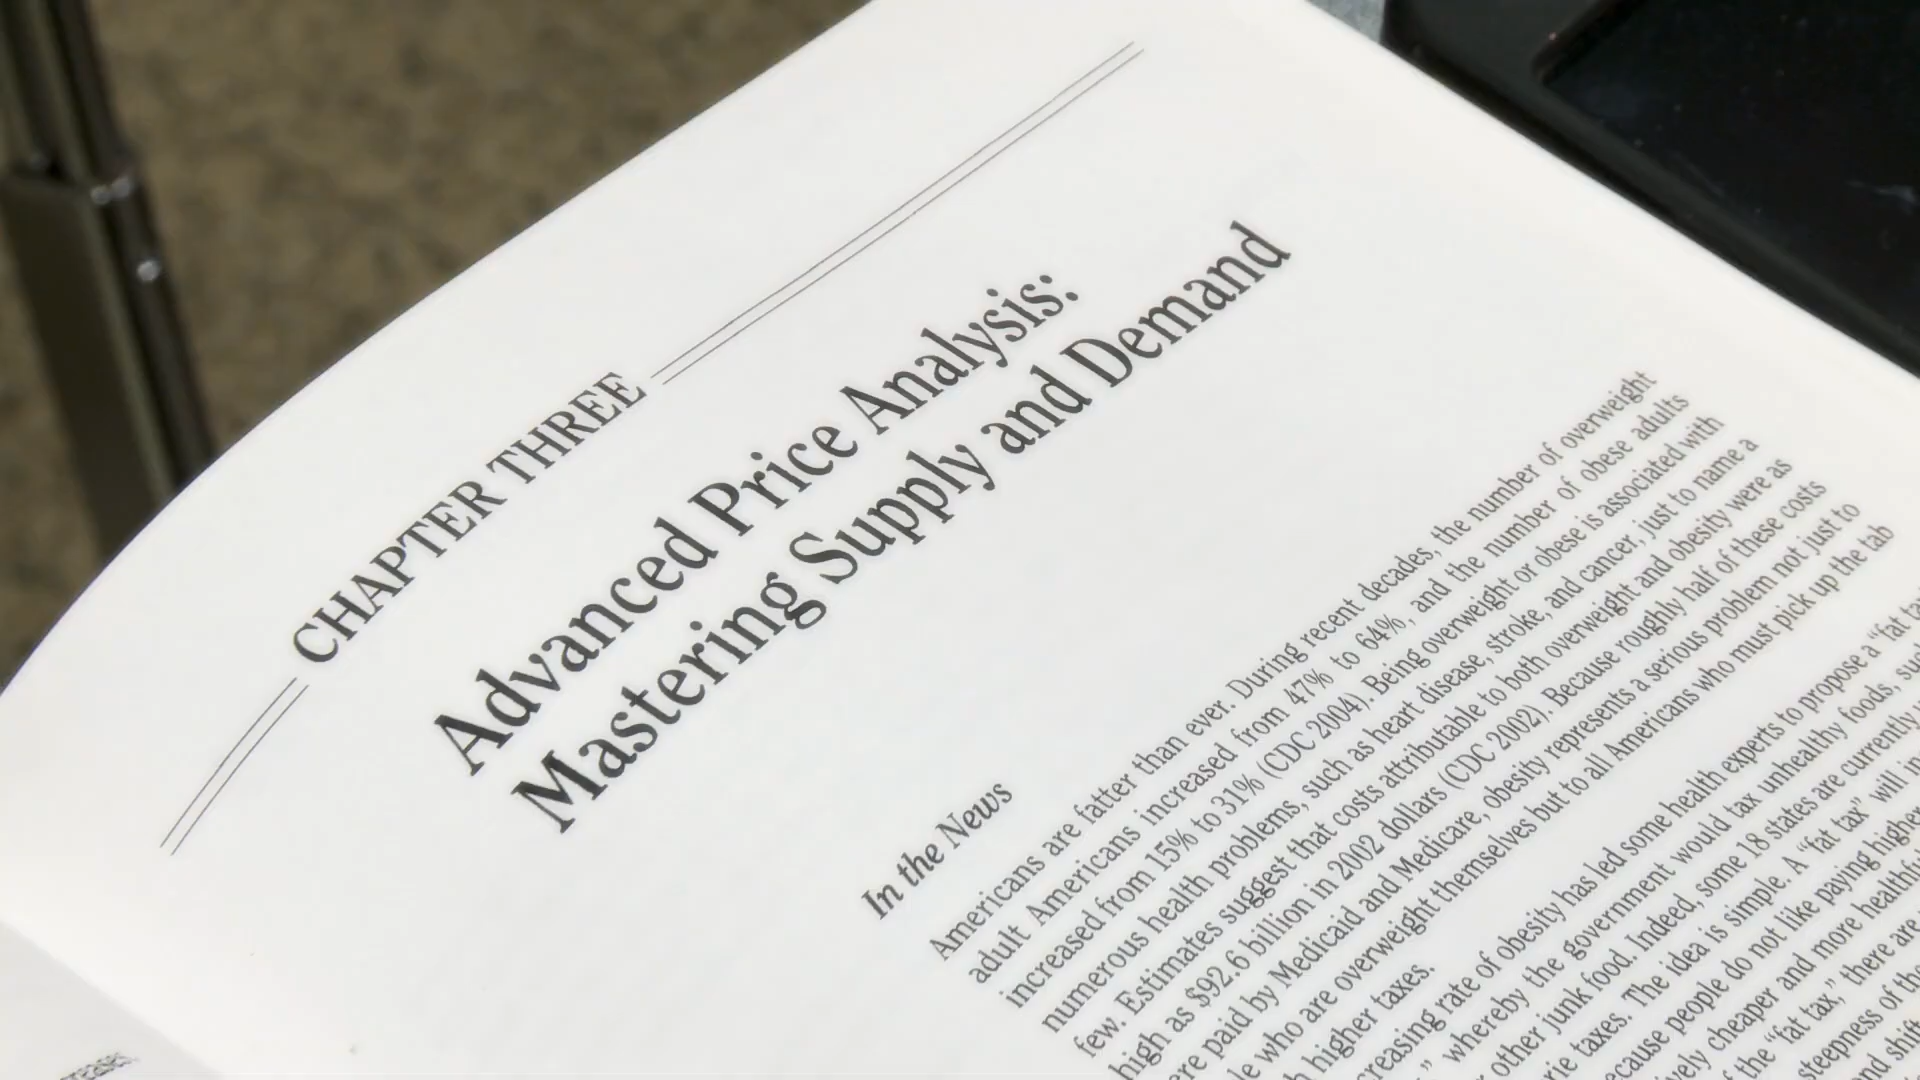 CHAPTER THREE
Advanced Price Analysis:
Mastering Supply and Demand
In the News
Americans are fatter than ever. During recent decades, the number of overweight
adult Americans increased from 47% to 64%, and the number of obese adults
increased from 15% to 31% (CDC 2004). Being overweight or obese is associated with
numerous health problems, such as heart disease, stroke, and cancer, just to name a
few. Estimates suggest that costs attributable to both overweight and obesity were as
high as $92.6 billion in 2002 dollars (CDC 2002). Because roughly half of these costs
paid by Medicaid and Medicare, obesity represents a serious problem not just to
who are overweight themselves but to all Americans who must pick up the tab
higher taxes.
rate of obesity has led some health experts to propose a “fat
whereby the government would tax unhealthy foods,
other junk food. Indeed, some 18 states are currently
taxes. The idea is simple. A “fat tax” will
people do not like paying
cheaper and more
the “fat tax,” there are
steepness of
and